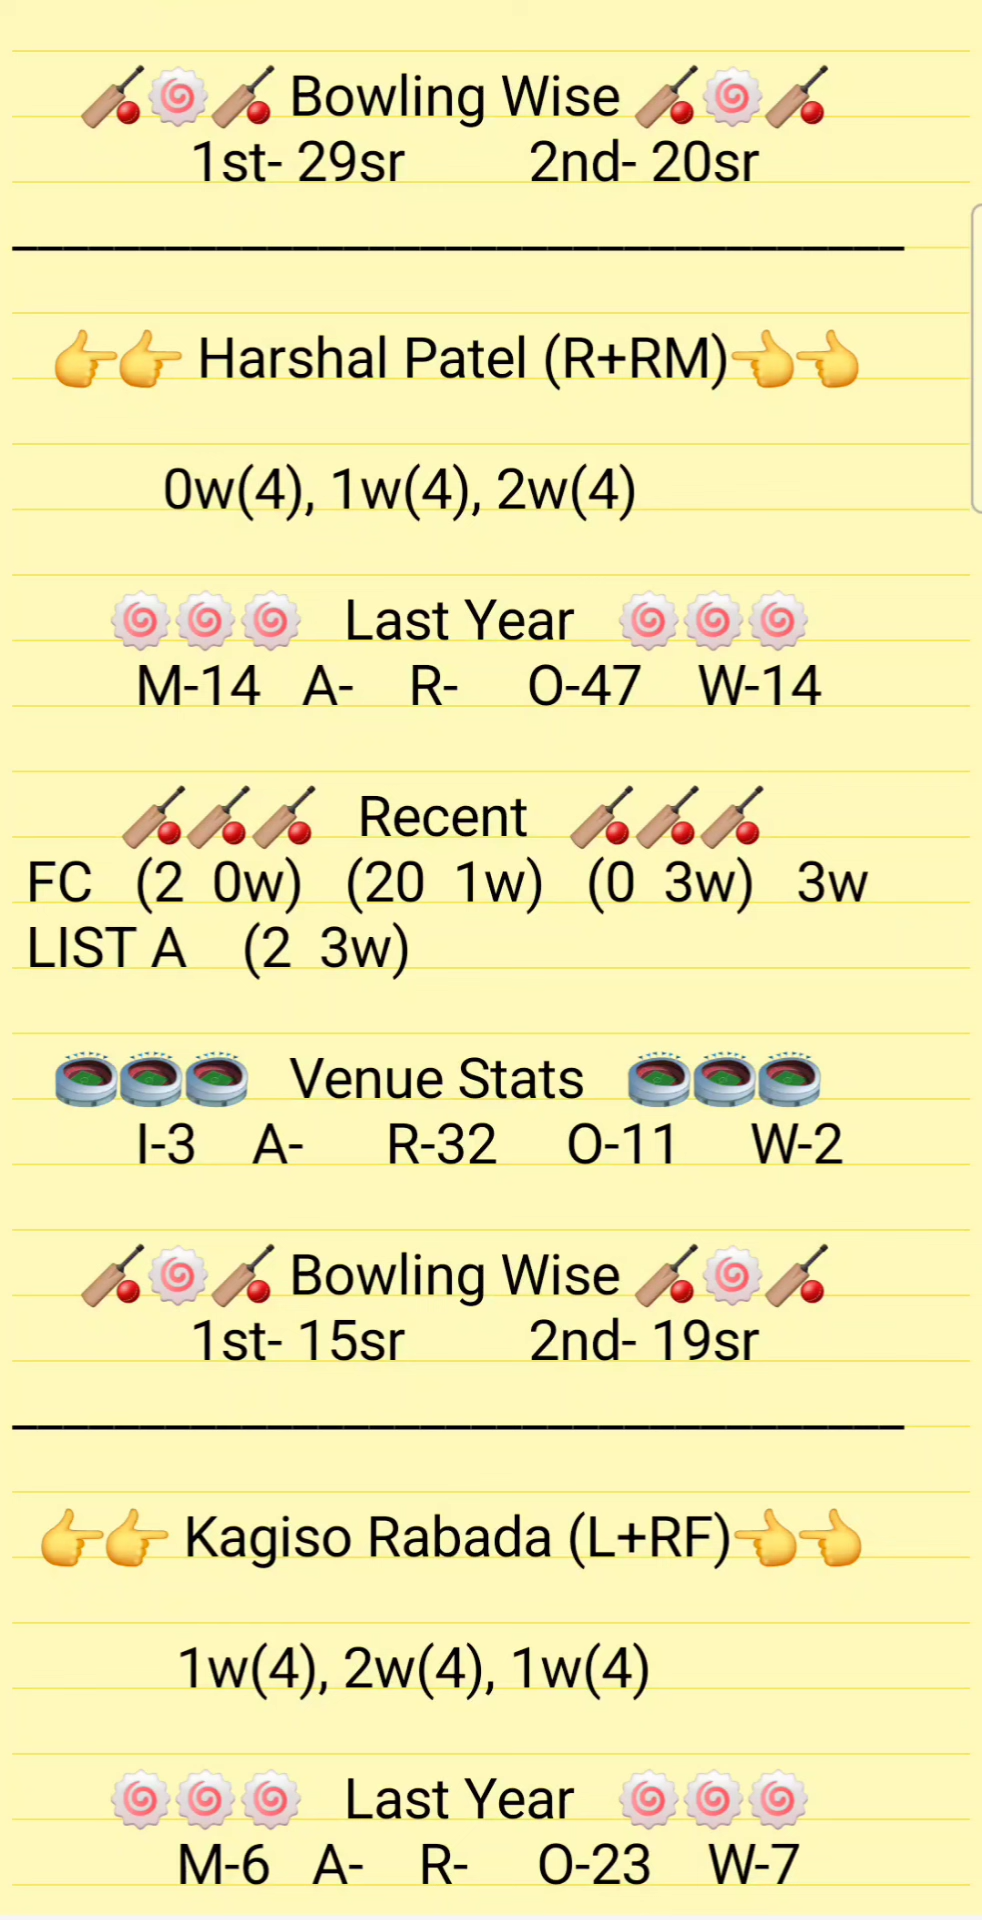 🏏🍥🏏 Bowling Wise 🏏🍥🏏
1st- 29sr 2nd- 20sr
___________________________________
👉👉 Harshal Patel (R+RM)👈👈
0w(4), 1w(4), 2w(4)
🍥🍥🍥 Last Year 🍥🍥🍥
M-14 A- R- O-47 W-14
🏏🏏🏏 Recent 🏏🏏🏏
FC (2 0w) (20 1w) (0 3w) 3w
LIST A (2 3w)
🏟🏟🏟 Venue Stats 🏟🏟🏟
I-3 A- R-32 O-11 W-2
🏏🍥🏏 Bowling Wise 🏏🍥🏏
1st- 15sr 2nd- 19sr
___________________________________
👉👉 Kagiso Rabada (L+RF)👈👈
1w(4), 2w(4), 1w(4)
🍥🍥🍥 Last Year 🍥🍥🍥
M-6 A- R- O-23 W-7